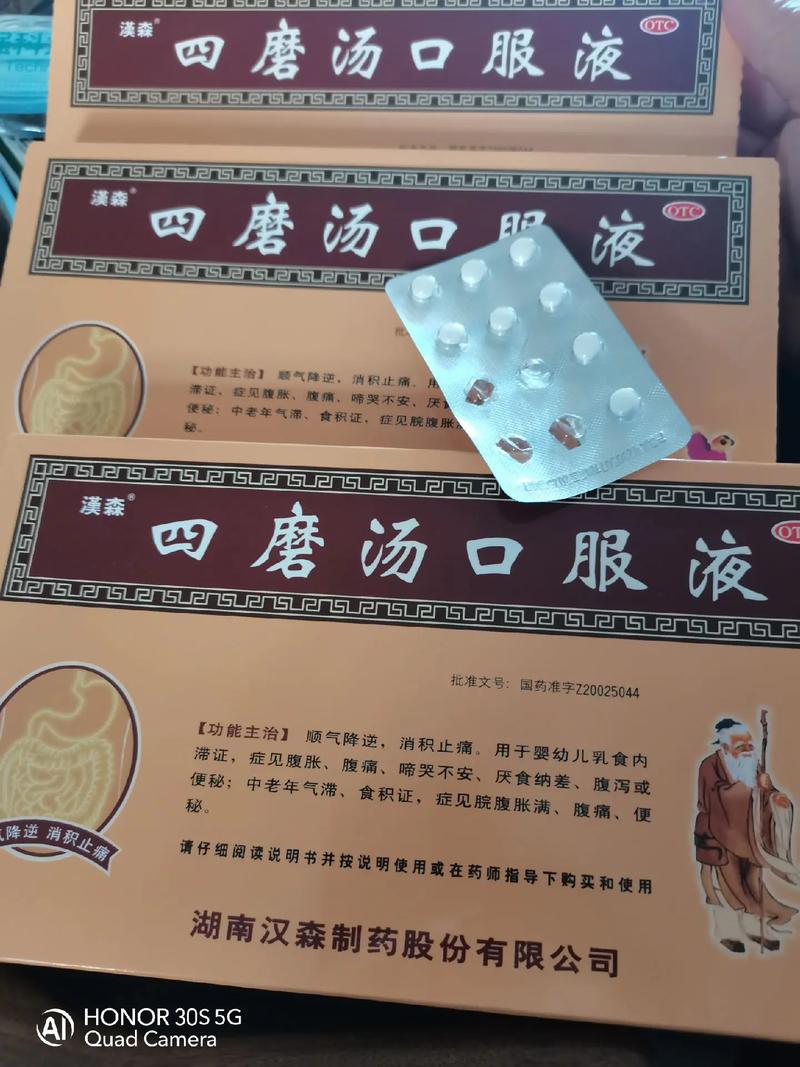 漢森®
四磨汤口服液
OTC
漢森®
四磨汤口服液
OTC
批
【功能主治】 顺气降逆，消积止痛。用
滞证，症见腹胀、腹痛、啼哭不安、厌食
便秘；中老年气滞、食积证，症见脘腹胀
秘。
漢森®
四磨汤口服液
OT
批准文号：国药准字Z20025044
【功能主治】 顺气降逆，消积止痛。用于婴幼儿乳食内
滞证，症见腹胀、腹痛、啼哭不安、厌食纳差、腹泻或
便秘；中老年气滞、食积证，症见脘腹胀满、腹痛、便
秘。
气降逆 消积止痛
请仔细阅读说明书并按说明使用或在药师指导下购买和使用
湖南汉森制药股份有限公司
AI HONOR 30S 5G
Quad Camera